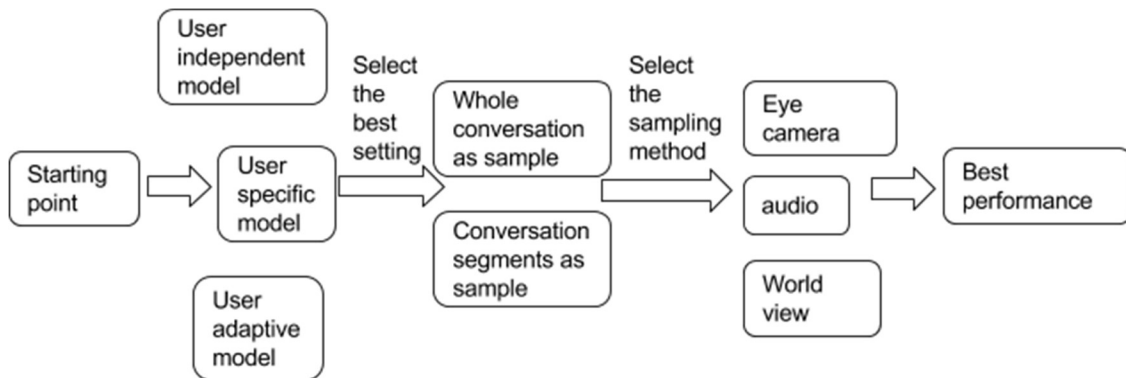 Starting
point
User
independent
model
User
specific
model
User
adaptive
model
Select
the
best
setting
Whole
conversation
as sample
Conversation
segments as
sample
Select
the
sampling
method
Eye
camera
audio
World
view
Best
performance